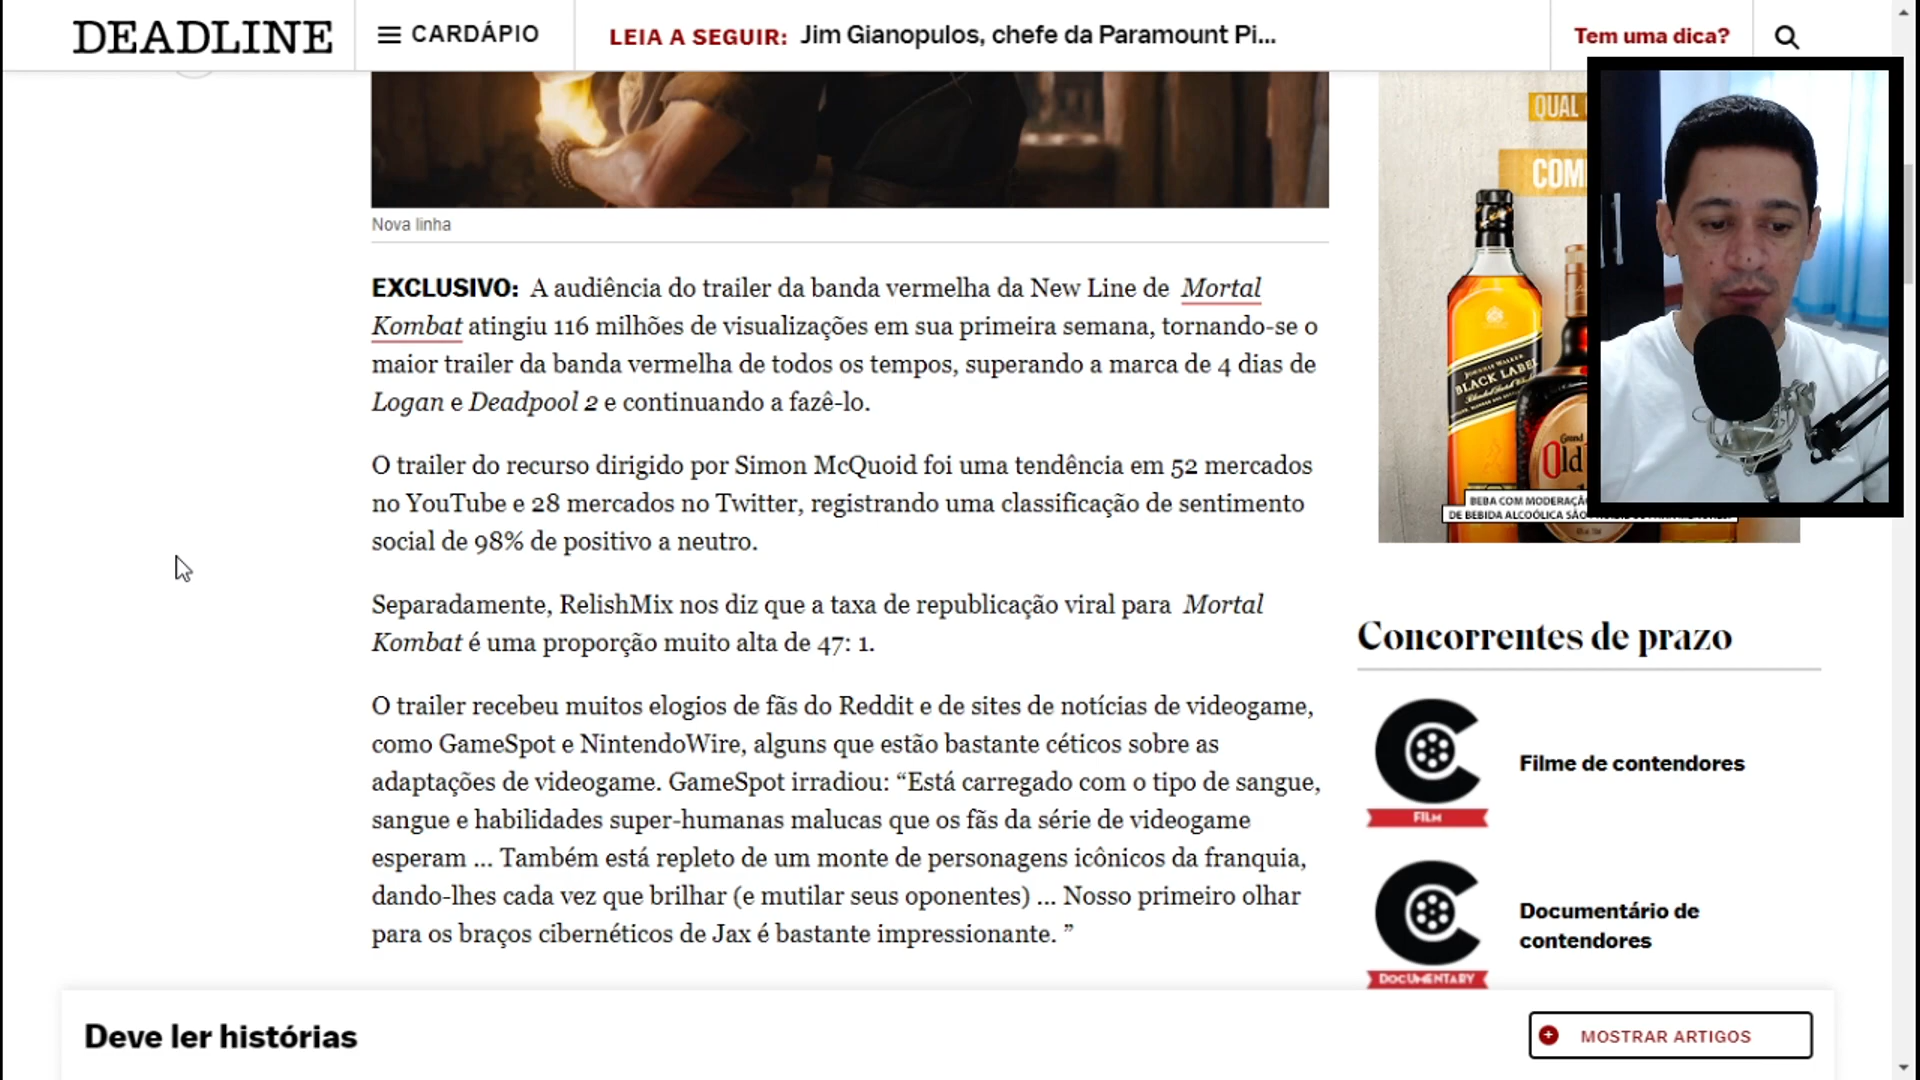 DEADLINE
CARDÁPIO
LEIA A SEGUIR: Jim Gianopulos, chefe da Paramount Pi...
Tem uma dica?
Nova linha
EXCLUSIVO: A audiência do trailer da banda vermelha da New Line de Mortal
Kombat atingiu 116 milhões de visualizações em sua primeira semana, tornando-se o
maior trailer da banda vermelha de todos os tempos, superando a marca de 4 dias de
Logan e Deadpool 2 e continuando a fazê-lo.
O trailer do recurso dirigido por Simon McQuoid foi uma tendência em 52 mercados
no YouTube e 28 mercados no Twitter, registrando uma classificação de sentimento
social de 98% de positivo a neutro.
Separadamente, RelishMix nos diz que a taxa de republicação viral para Mortal
Kombat é uma proporção muito alta de 47: 1.
O trailer recebeu muitos elogios de fãs do Reddit e de sites de notícias de videogame,
como GameSpot e NintendoWire, alguns que estão bastante céticos sobre as
adaptações de videogame. GameSpot irradiou: “Está carregado com o tipo de sangue,
sangue e habilidades super-humanas malucas que os fãs da série de videogame
esperam ... Também está repleto de um monte de personagens icônicos da franquia,
dando-lhes cada vez que brilhar (e mutilar seus oponentes) ... Nosso primeiro olhar
para os braços cibernéticos de Jax é bastante impressionante. ”
QUAL
COM
JOHNNIE WALKER
BLACK LABEL
Grand
Old
BEBA COM MODERAÇÃO
DE BEBIDA ALCOÓLICA SÃO
Concorrentes de prazo
FILM
Filme de contendores
DOCUMENTARY
Documentário de
contendores
Deve ler histórias
MOSTRAR ARTIGOS